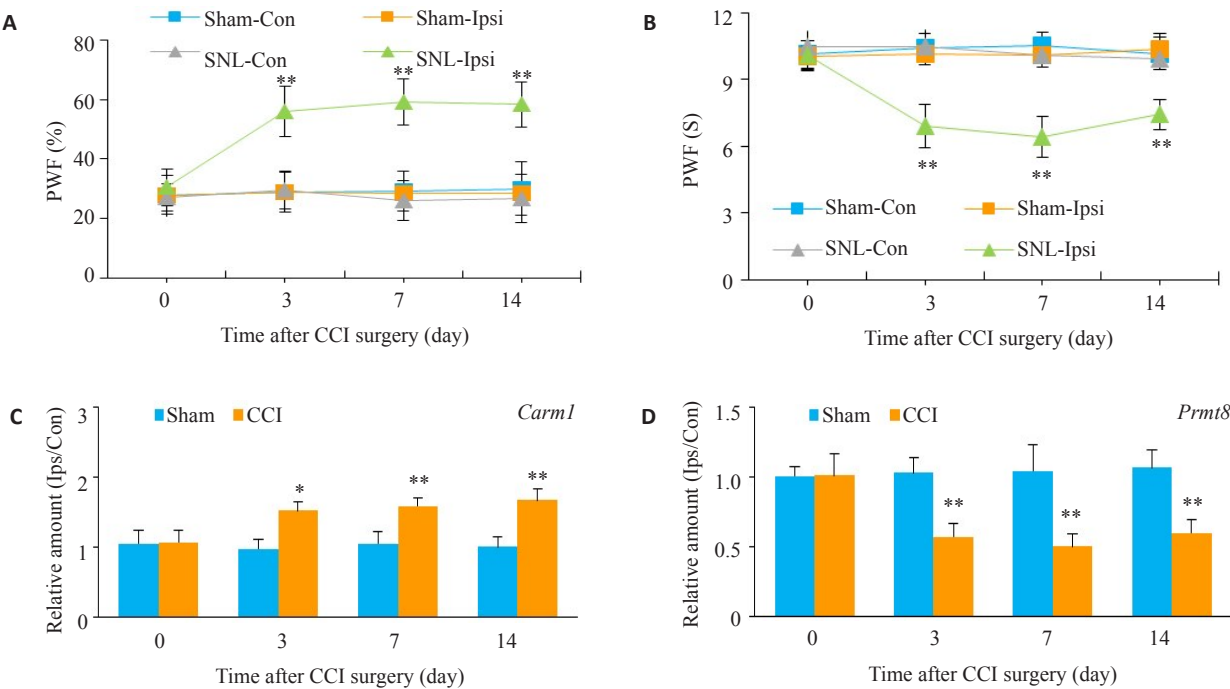 A
Sham-Con
Sham-Ipsi
SNL-Con
SNL-Ipsi
80
60
40
20
0
PWF (%)
**
**
**
0
3
7
14
Time after CCI surgery (day)
B
12
9
6
3
0
PWF (S)
**
**
**
Sham-Con
Sham-Ipsi
SNL-Con
SNL-Ipsi
0
3
7
14
Time after CCI surgery (day)
C
Sham
CCI
Carm1
3
2
1
0
Relative amount (Ips/Con)
*
**
**
0
3
7
14
Time after CCI surgery (day)
D
Sham
CCI
Prmt8
1.5
1.0
0.5
0
Relative amount (Ips/Con)
**
**
**
0
3
7
14
Time after CCI surgery (day)